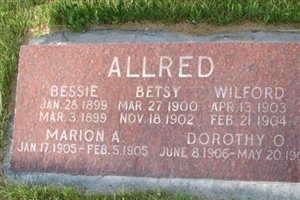 ALLRED
BESSIE BETSY WILFORD
JAN. 28 1899 MAR. 27 1900 APR. 13 1903
MAR. 3 1899 NOV. 18 1902 FEB. 21 1904
MARION A. DOROTHY O
JAN. 17 1905 - FEB. 5 1905 JUNE 8 1906 - MAY 20